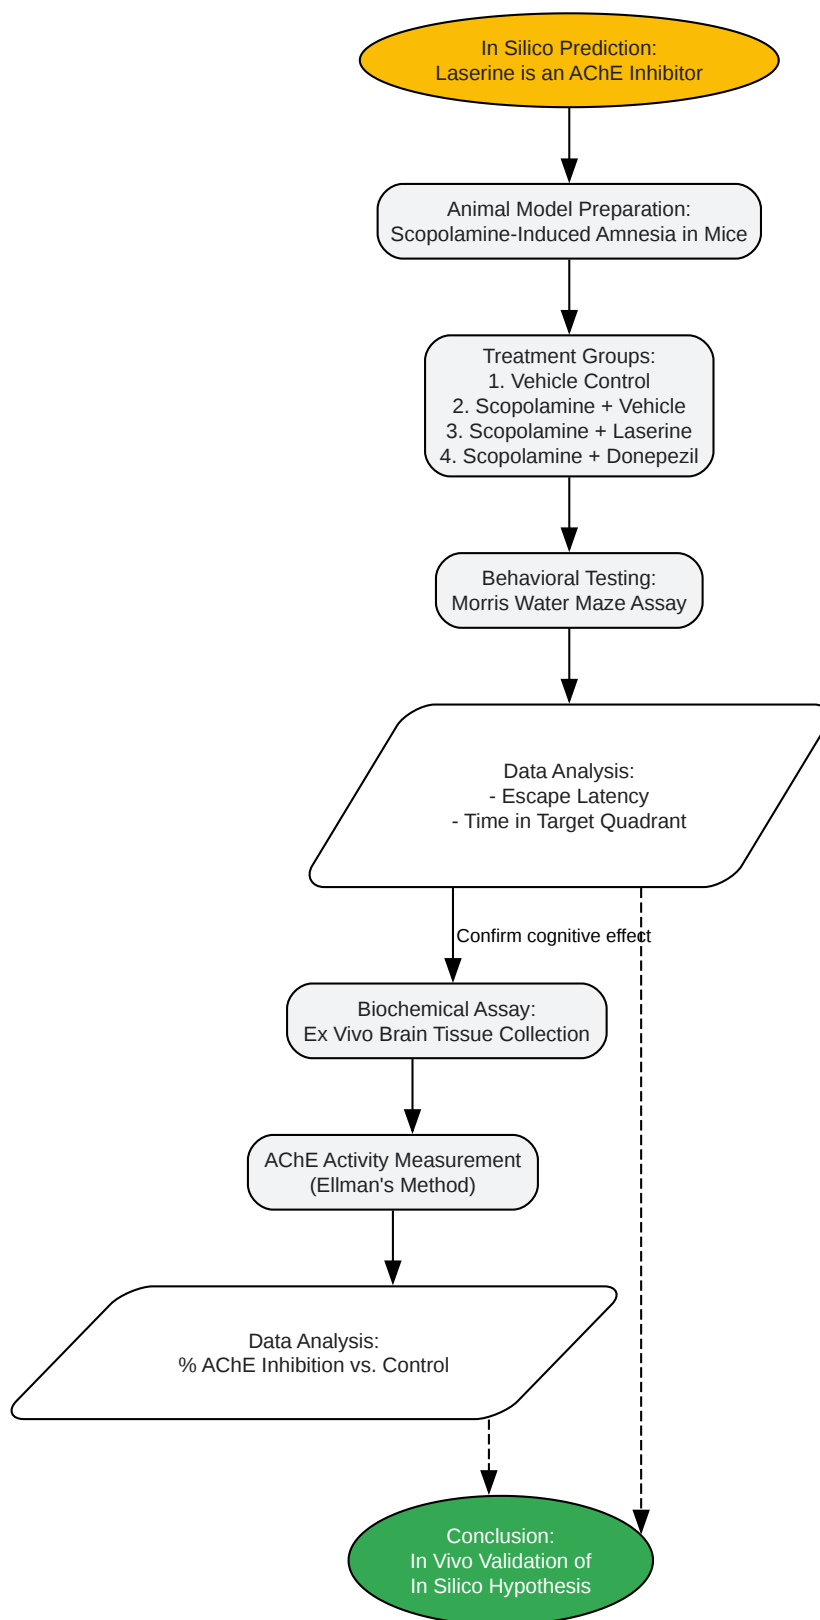 In Silico Prediction:
Laserine is an AChE Inhibitor
Animal Model Preparation:
Scopolamine-Induced Amnesia in Mice
Treatment Groups:
1. Vehicle Control
2. Scopolamine + Vehicle
3. Scopolamine + Laserine
4. Scopolamine + Donepezil
Behavioral Testing:
Morris Water Maze Assay
Data Analysis:
- Escape Latency
- Time in Target Quadrant
Confirm cognitive effect
Biochemical Assay:
Ex Vivo Brain Tissue Collection
AChE Activity Measurement
(Ellman's Method)
Data Analysis:
% AChE Inhibition vs. Control
Conclusion:
In Vivo Validation of
In Silico Hypothesis